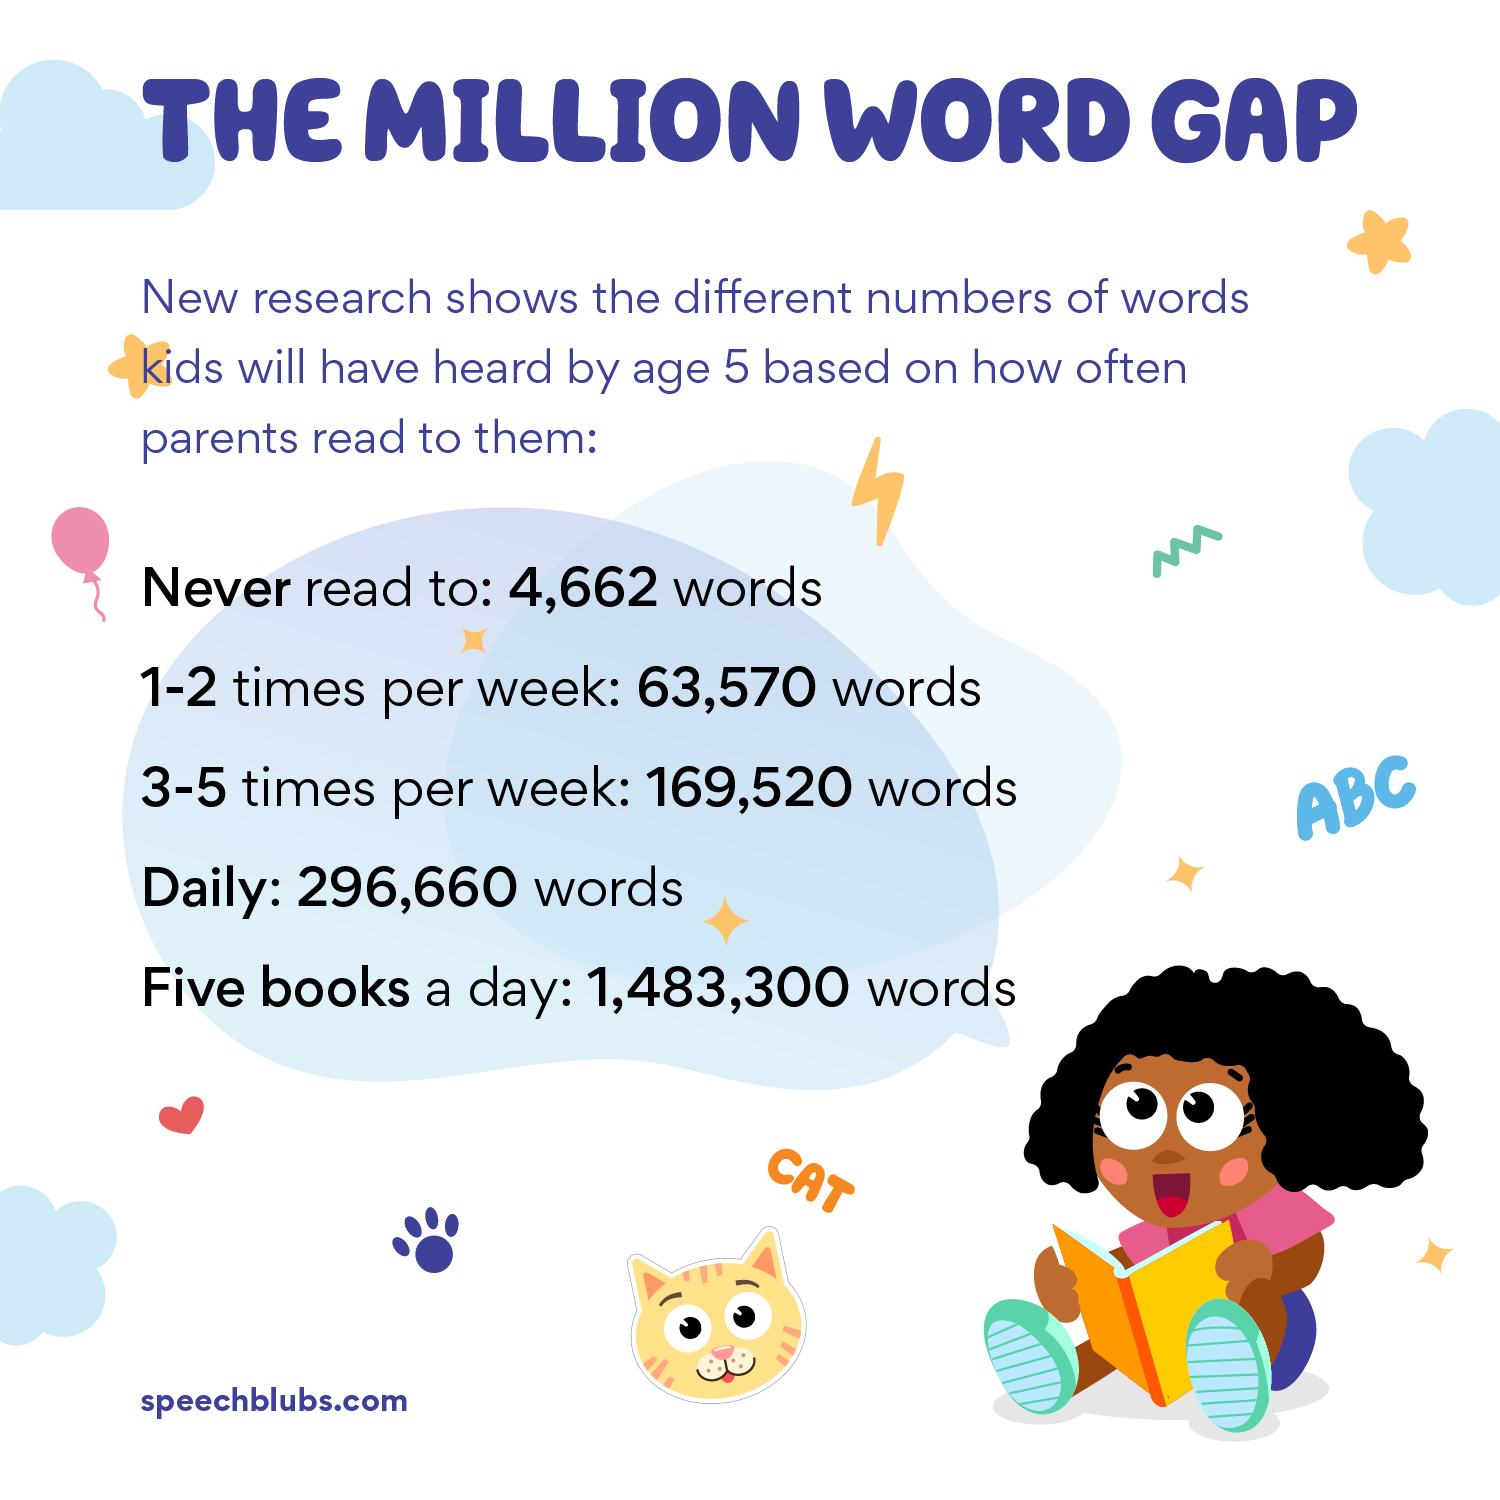 THE MILLION WORD GAP
New research shows the different numbers of words
kids will have heard by age 5 based on how often
parents read to them:
Never read to: 4,662 words
1-2 times per week: 63,570 words
3-5 times per week: 169,520 words
ABC
Daily: 296,660 words
Five books a day: 1,483,300 words
CAT
speechblubs.com